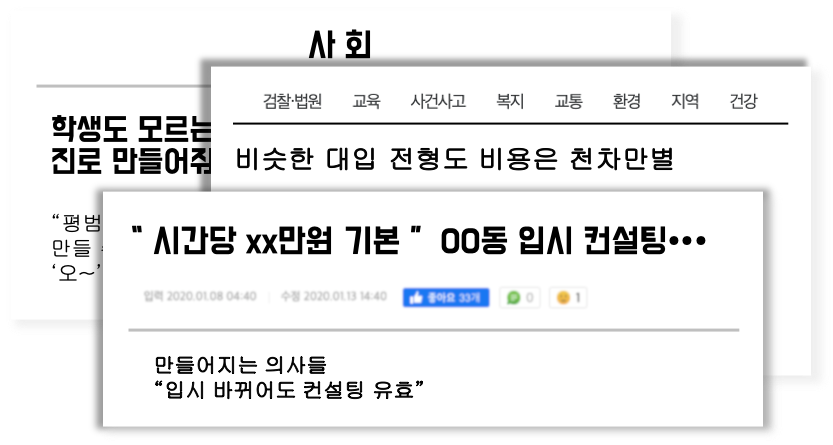 사회
학생도 모르는
진로 만들어줘
“평범
만들
‘오~’
검찰·법원 교육 사건사고 복지 교통 환경 지역 건강
비슷한 대입 전형도 비용은 천차만별
“시간당 xx만원 기본” OO동 입시 컨설팅•••
입력 2020.01.08 04:40 수정 2020.01.13 14:40 좋아요 33개 0 1
만들어지는 의사들
“입시 바뀌어도 컨설팅 유효”